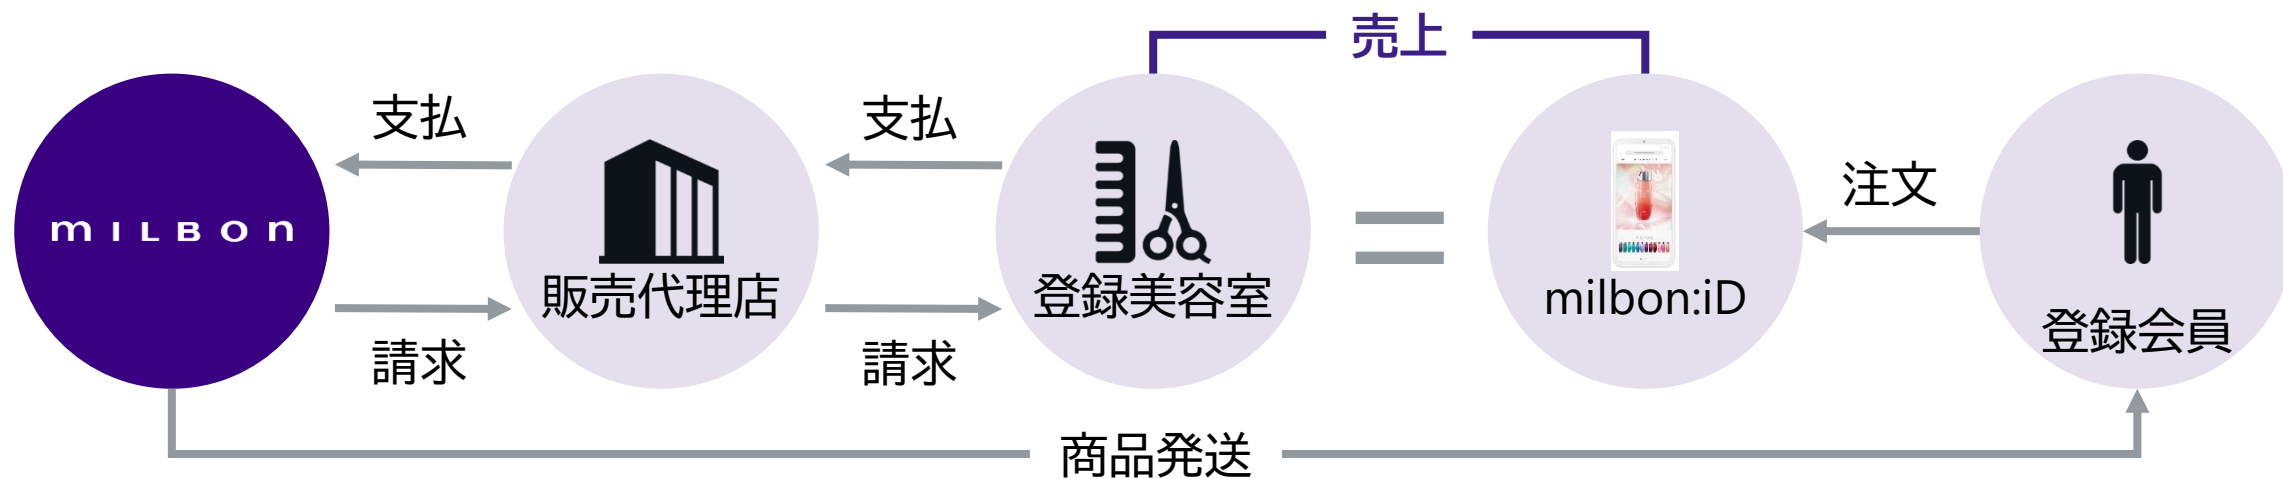 売上
支払
支払
注文
MILBON
販売代理店
登録美容室
milbon:iD
登録会員
請求
請求
商品発送